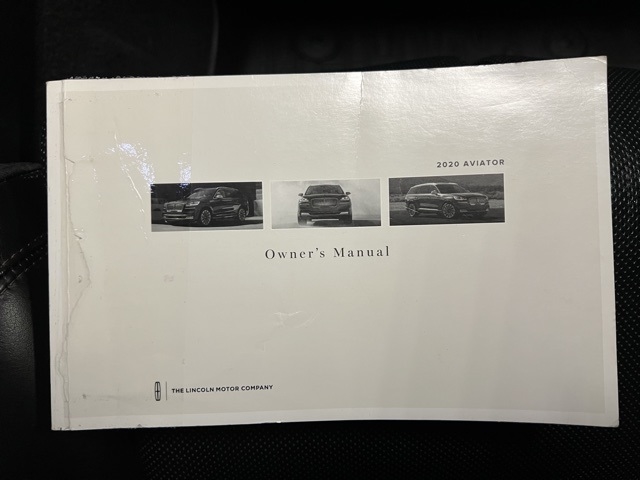 2020 AVIATOR
Owner's Manual
THE LINCOLN MOTOR COMPANY